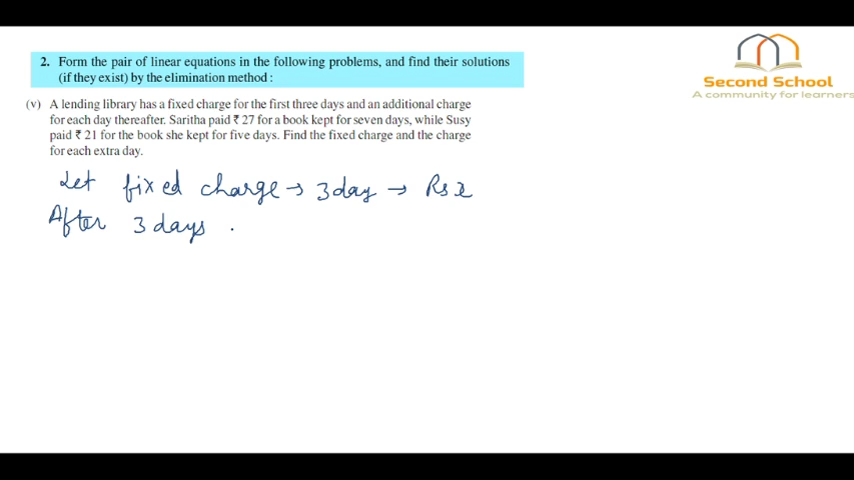 2. Form the pair of linear equations in the following problems, and find their solutions
(if they exist) by the elimination method :
(v) A lending library has a fixed charge for the first three days and an additional charge
for each day thereafter. Saritha paid ₹ 27 for a book kept for seven days, while Susy
paid ₹ 21 for the book she kept for five days. Find the fixed charge and the charge
for each extra day.
Let fixed charge → 3 day → Rs x
After 3 days .
Second School
A community for learners